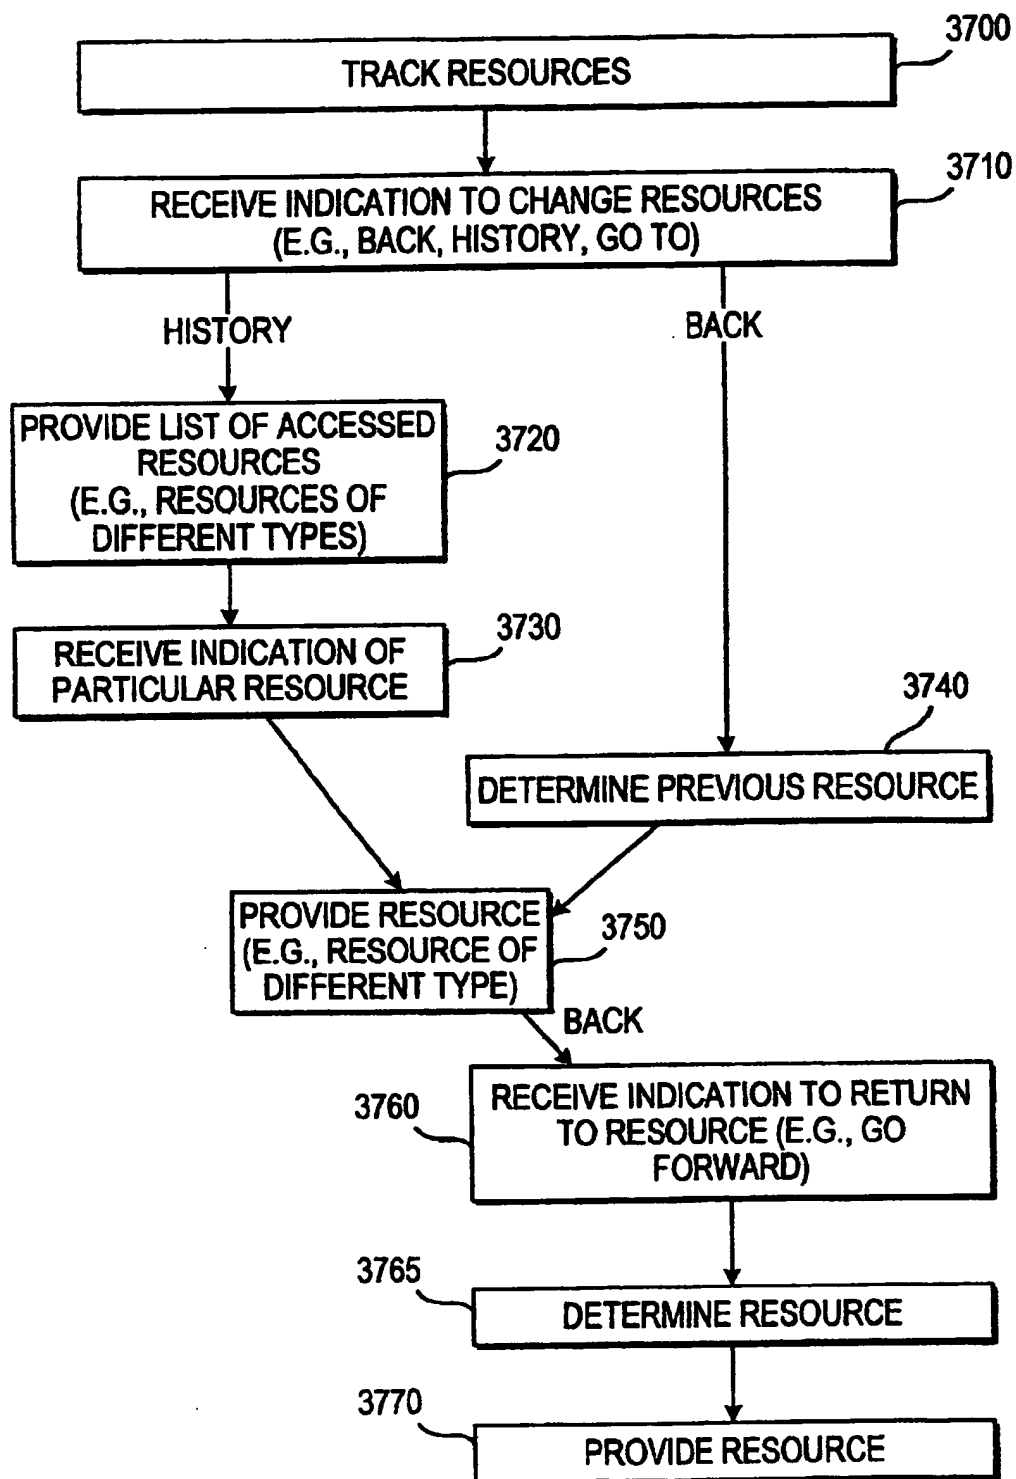 3700
TRACK RESOURCES
3710
RECEIVE INDICATION TO CHANGE RESOURCES
(E.G., BACK, HISTORY, GO TO)
HISTORY
BACK
PROVIDE LIST OF ACCESSED
RESOURCES
(E.G., RESOURCES OF
DIFFERENT TYPES)
3720
3730
RECEIVE INDICATION OF
PARTICULAR RESOURCE
3740
DETERMINE PREVIOUS RESOURCE
PROVIDE RESOURCE
(E.G., RESOURCE OF
DIFFERENT TYPE)
3750
BACK
3760
RECEIVE INDICATION TO RETURN
TO RESOURCE (E.G., GO
FORWARD)
3765
DETERMINE RESOURCE
3770
PROVIDE RESOURCE